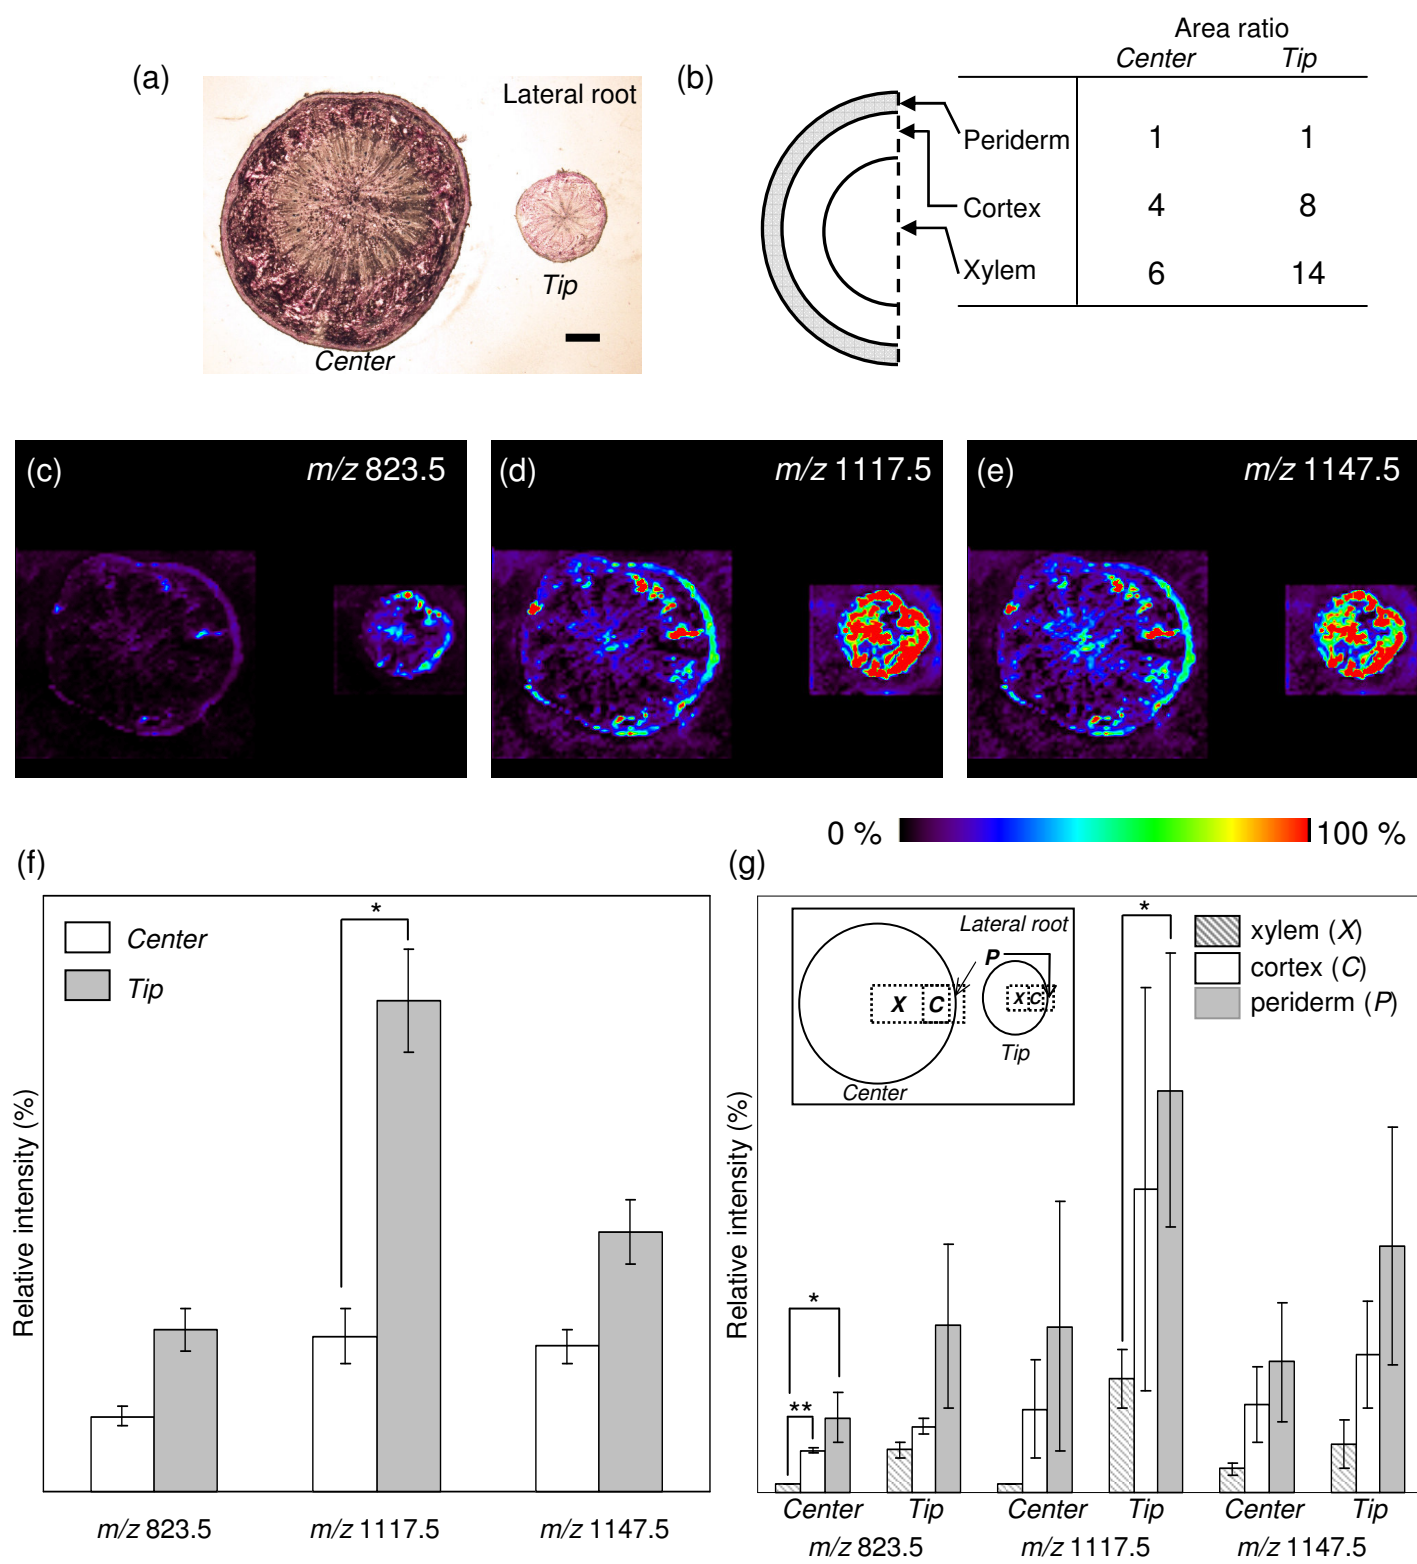 (a)
Lateral root
Tip
Center
(b)
Area ratio
Center Tip
Periderm 1 1
Cortex 4 8
Xylem 6 14
(c) m/z 823.5
(d) m/z 1117.5
(e) m/z 1147.5
0 % 100 %
(f)
Relative intensity (%)
Center
Tip
*
m/z 823.5 m/z 1117.5 m/z 1147.5
(g)
Relative intensity (%)
Lateral root
P
X C X C
Tip
Center
*
xylem (X)
cortex (C)
periderm (P)
*
**
Center Tip Center Tip Center Tip
m/z 823.5 m/z 1117.5 m/z 1147.5